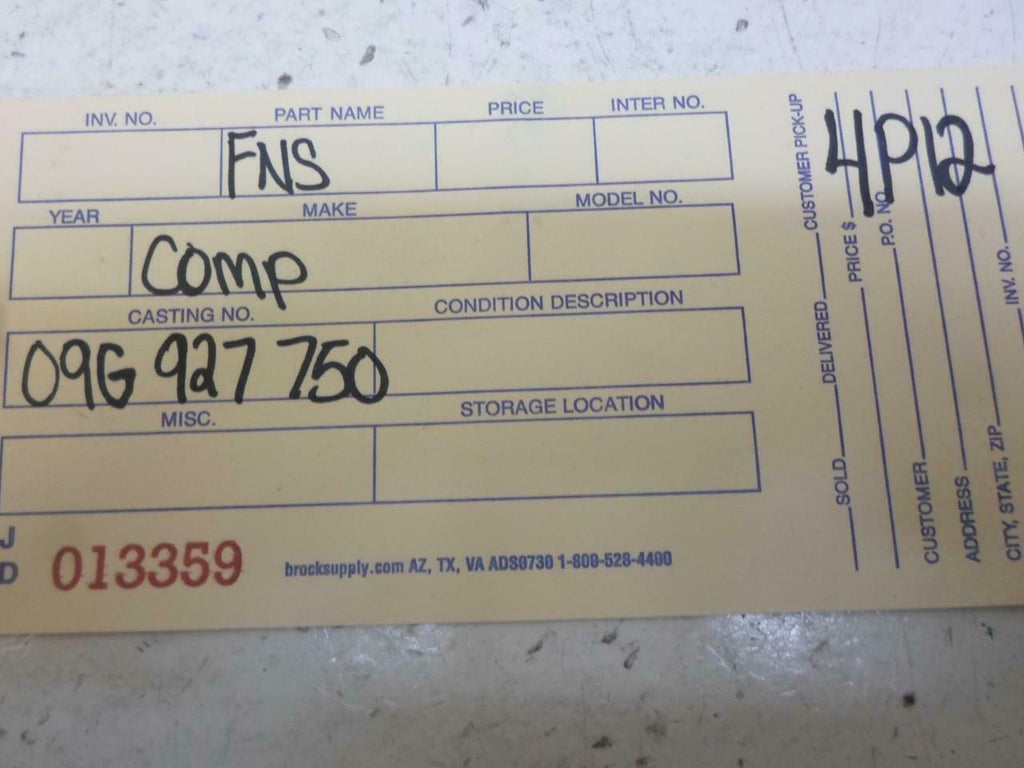 INV. NO. PART NAME PRICE INTER NO.
FNS
YEAR MAKE MODEL NO.
Comp
CASTING NO. CONDITION DESCRIPTION
09G 927 750
MISC. STORAGE LOCATION
J
D
013359
brocksupply.com AZ, TX, VA ADS0730 1-800-528-4400
4P12
SOLD DELIVERED CUSTOMER PICK-UP
PRICE $
P.O. NO.
CUSTOMER
ADDRESS
CITY, STATE, ZIP INV. NO.